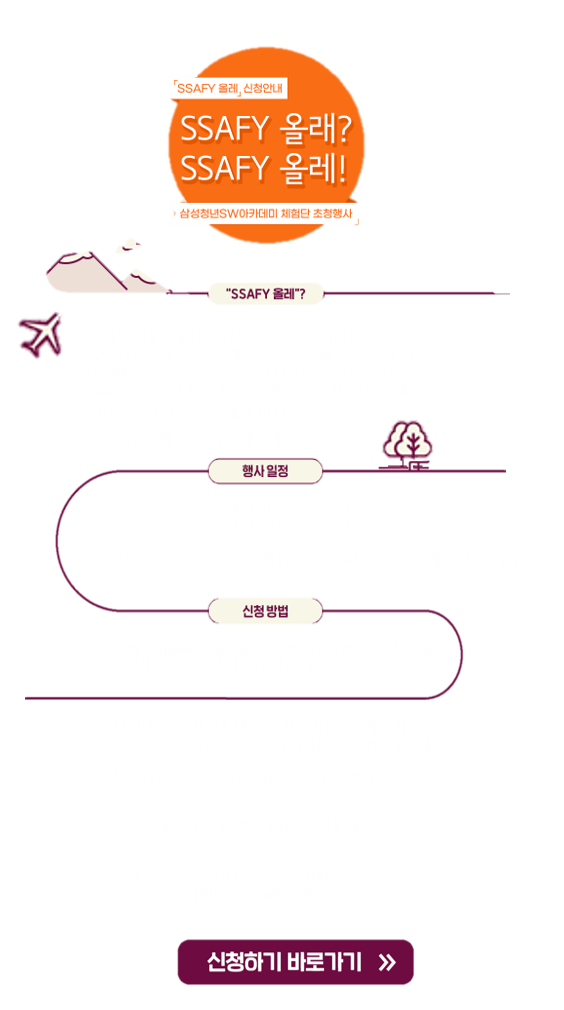 「SSAFY 올레」 신청안내
SSAFY 올래?
SSAFY 올레!
삼성청년SW아카데미 체험단 초청행사
"SSAFY 올레"?
행사 일정
신청 방법
신청하기 바로가기 »